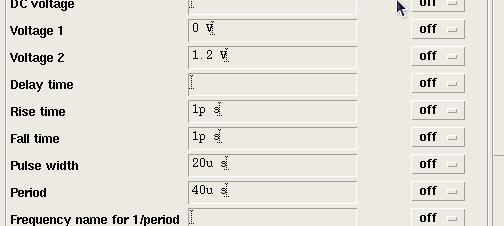 DC voltage off
Voltage 1 0 V off
Voltage 2 1.2 V off
Delay time off
Rise time 1p s off
Fall time 1p s off
Pulse width 20u s off
Period 40u s off
Frequency name for 1/period off